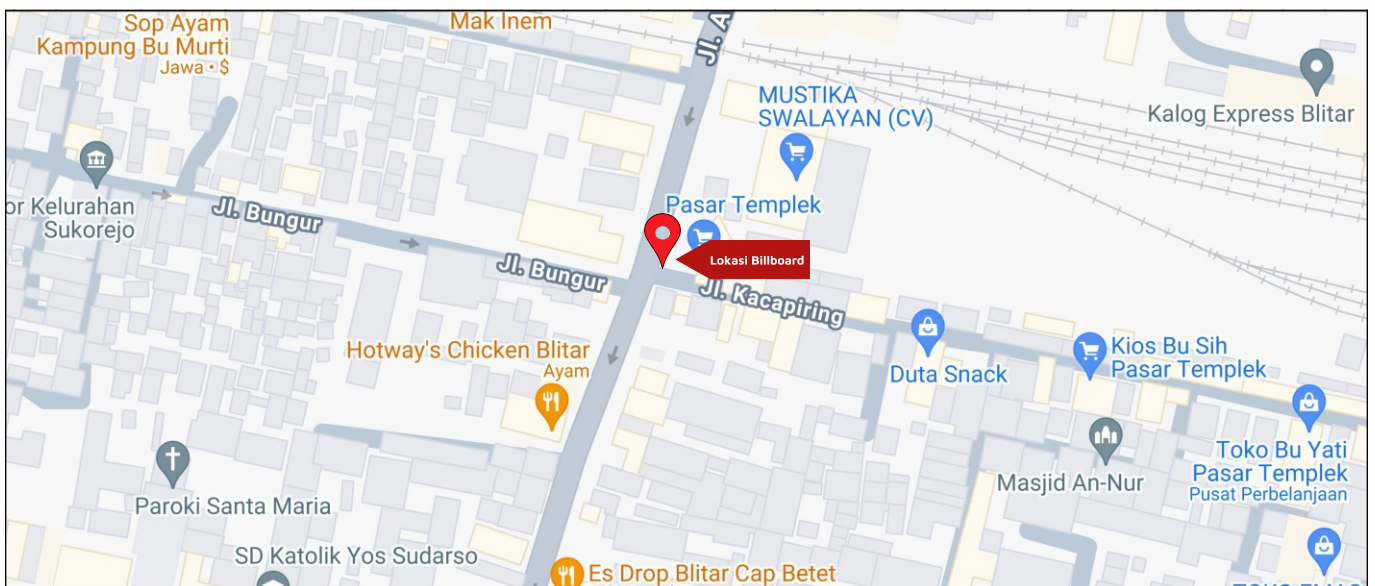 Sop Ayam
Kampung Bu Murti
Jawa • $
Mak Inem
Jl. A
MUSTIKA
SWALAYAN (CV)
Kalog Express Blitar
or Kelurahan
Sukorejo
Jl. Bungur
Pasar Templek
Lokasi Billboard
Jl. Bungur
Jl. Kacapiring
Hotway's Chicken Blitar
Ayam
Duta Snack
Kios Bu Sih
Pasar Templek
Toko Bu Yati
Pasar Templek
Pusat Perbelanjaan
Masjid An-Nur
Paroki Santa Maria
SD Katolik Yos Sudarso
Es Drop Blitar Cap Betet